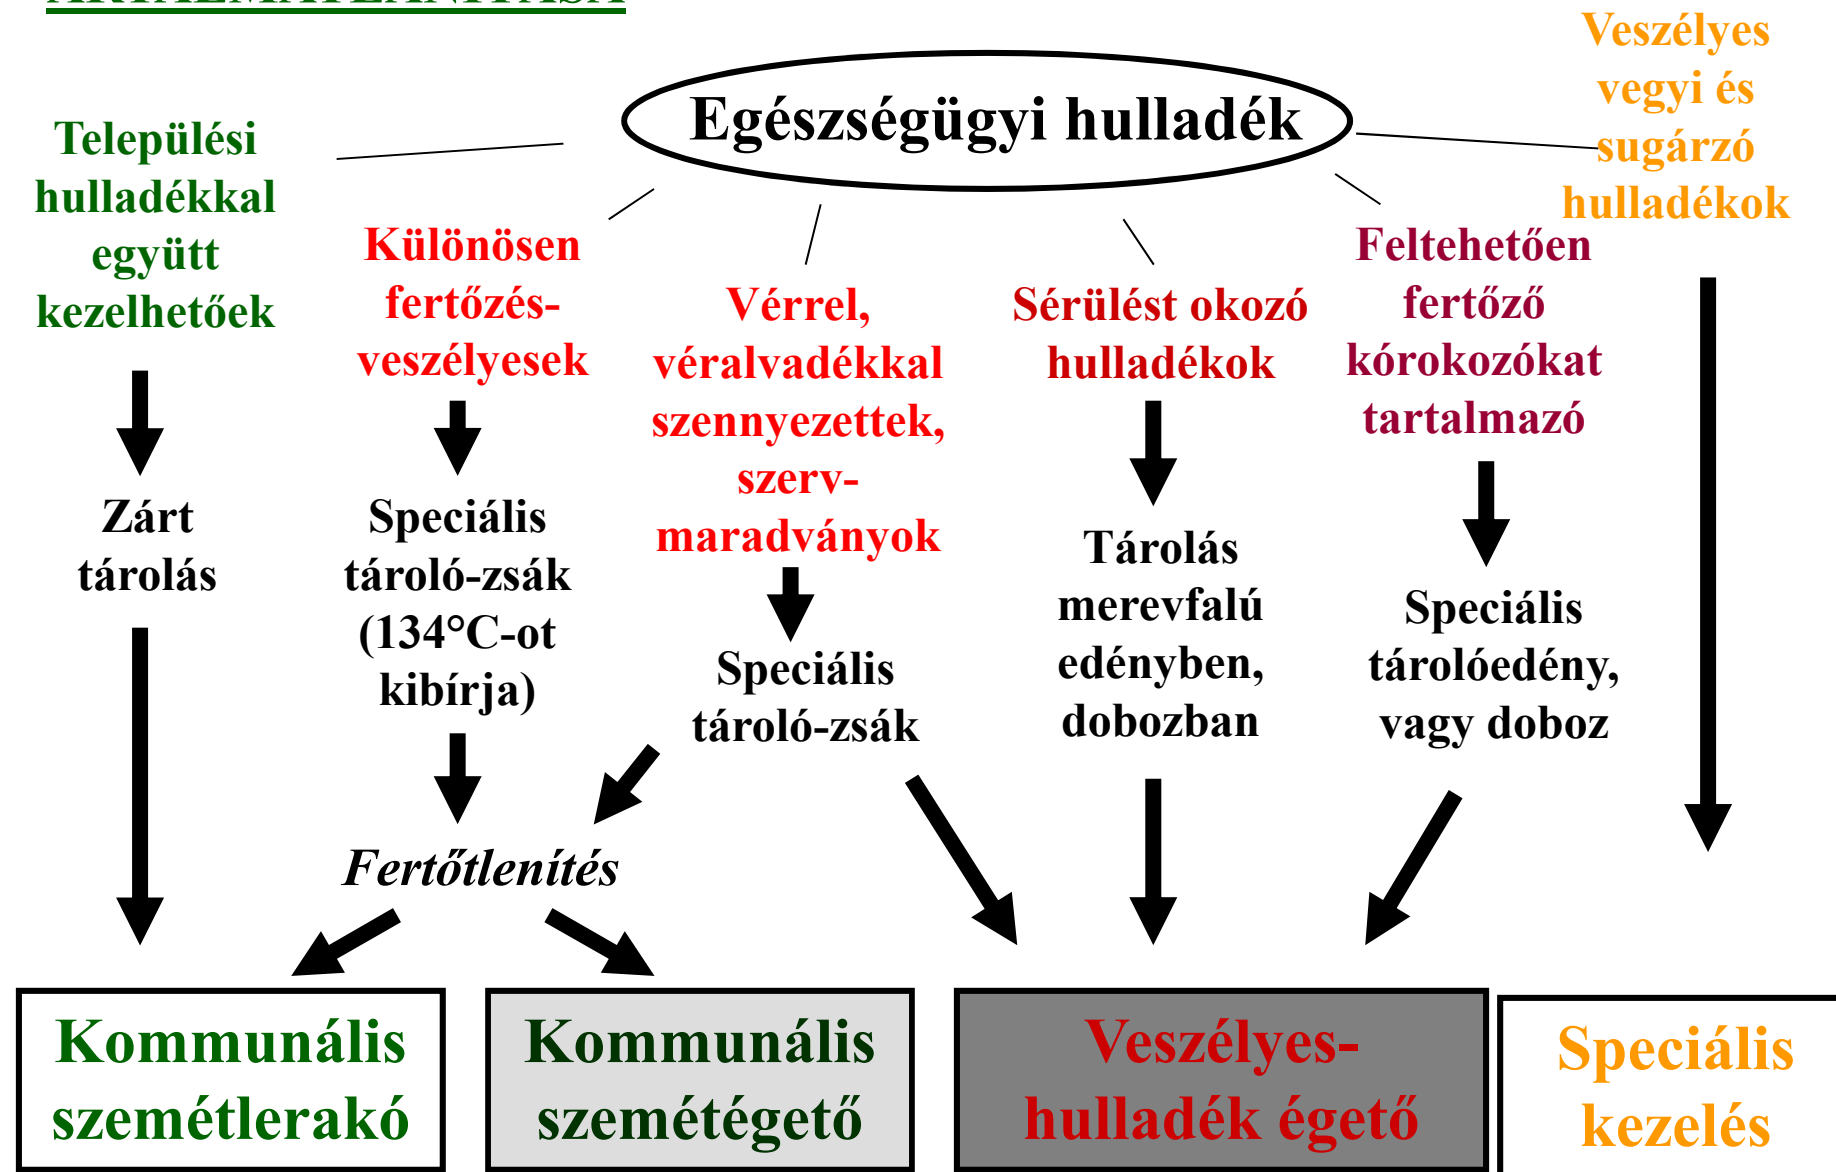 Egészségügyi hulladék
Települési
hulladékkal
együtt
kezelhetőek
Zárt
tárolás
Különösen
fertőzés-
veszélyesek
Speciális
tároló-zsák
(134°C-ot
kibírja)
Vérrel,
véralvadékkal
szennyezettek,
szerv-
maradványok
Speciális
tároló-zsák
Fertőtlenítés
Sérülést okozó
hulladékok
Tárolás
merevfalú
edényben,
dobozban
Feltehetően
fertőző
kórokozókat
tartalmazó
Speciális
tárolóedény,
vagy doboz
Veszélyes
vegyi és
sugárzó
hulladékok
Kommunális
szemétlerakó
Kommunális
szemétégető
Veszélyes-
hulladék égető
Speciális
kezelés